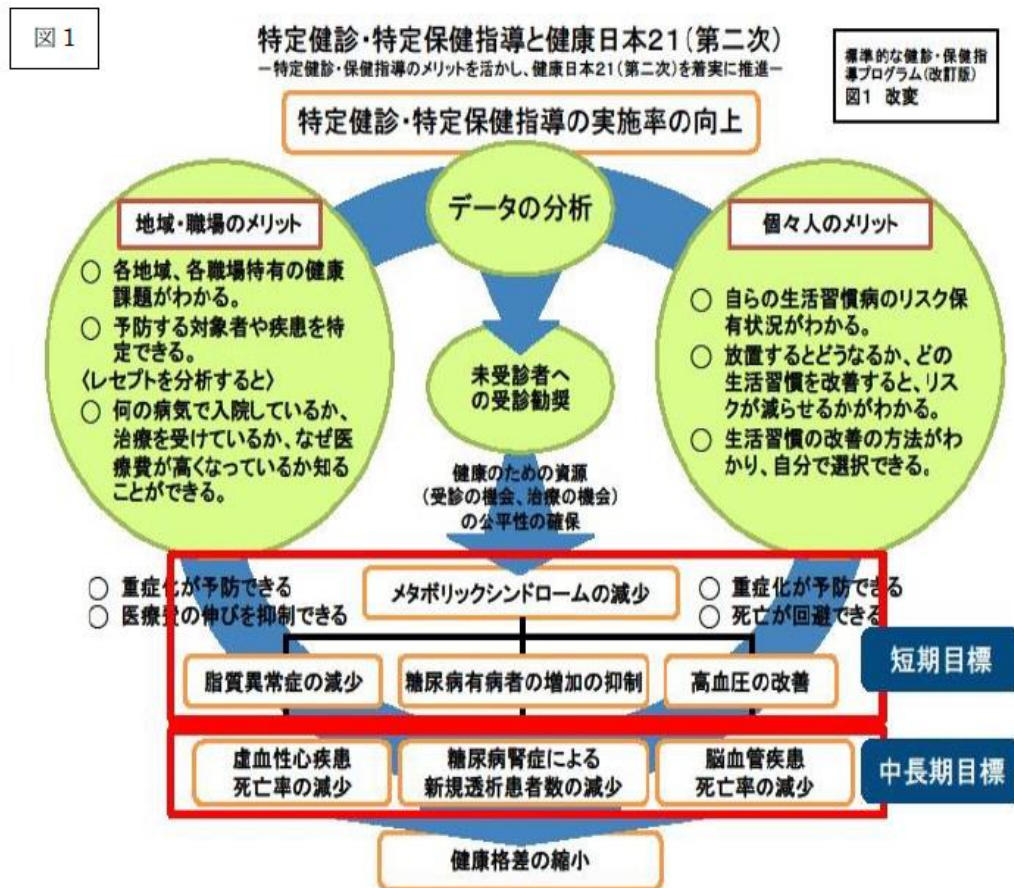 図1
特定健診・特定保健指導と健康日本21(第二次)
－特定健診・保健指導のメリットを活かし、健康日本21(第二次)を着実に推進－
標準的な健診・保健指
導プログラム(改訂版)
図1 改変
特定健診・特定保健指導の実施率の向上
データの分析
地域・職場のメリット
○ 各地域、各職場特有の健康
課題がわかる。
○ 予防する対象者や疾患を特
定できる。
〈レセプトを分析すると〉
○ 何の病気で入院しているか、
治療を受けているか、なぜ医
療費が高くなっているか知る
ことができる。
個々人のメリット
○ 自らの生活習慣病のリスク保
有状況がわかる。
○ 放置するとどうなるか、どの
生活習慣を改善すると、リス
クが減らせるかがわかる。
○ 生活習慣の改善の方法がわ
かり、自分で選択できる。
未受診者へ
の受診勧奨
健康のための資源
(受診の機会、治療の機会)
の公平性の確保
○ 重症化が予防できる
○ 医療費の伸びを抑制できる
メタボリックシンドロームの減少
○ 重症化が予防できる
○ 死亡が回避できる
短期目標
脂質異常症の減少
糖尿病有病者の増加の抑制
高血圧の改善
中長期目標
虚血性心疾患
死亡率の減少
糖尿病腎症による
新規透析患者数の減少
脳血管疾患
死亡率の減少
健康格差の縮小